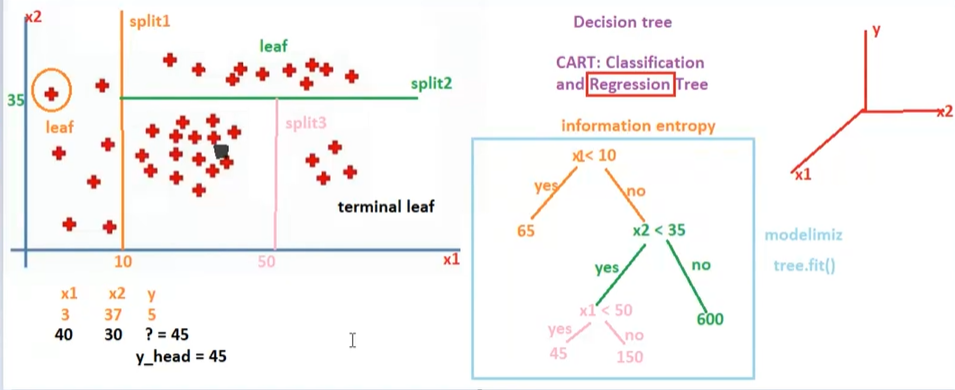 x2
split1
leaf
split2
35
leaf
split3
terminal leaf
10
50
x1
x1 x2 y
3 37 5
40 30 ? = 45
y_head = 45
Decision tree
CART: Classification
and Regression Tree
information entropy
x1< 10
yes
no
65
x2 < 35
yes
no
x1 < 50
600
yes
no
45
150
modelimiz
tree.fit()
y
x2
x1